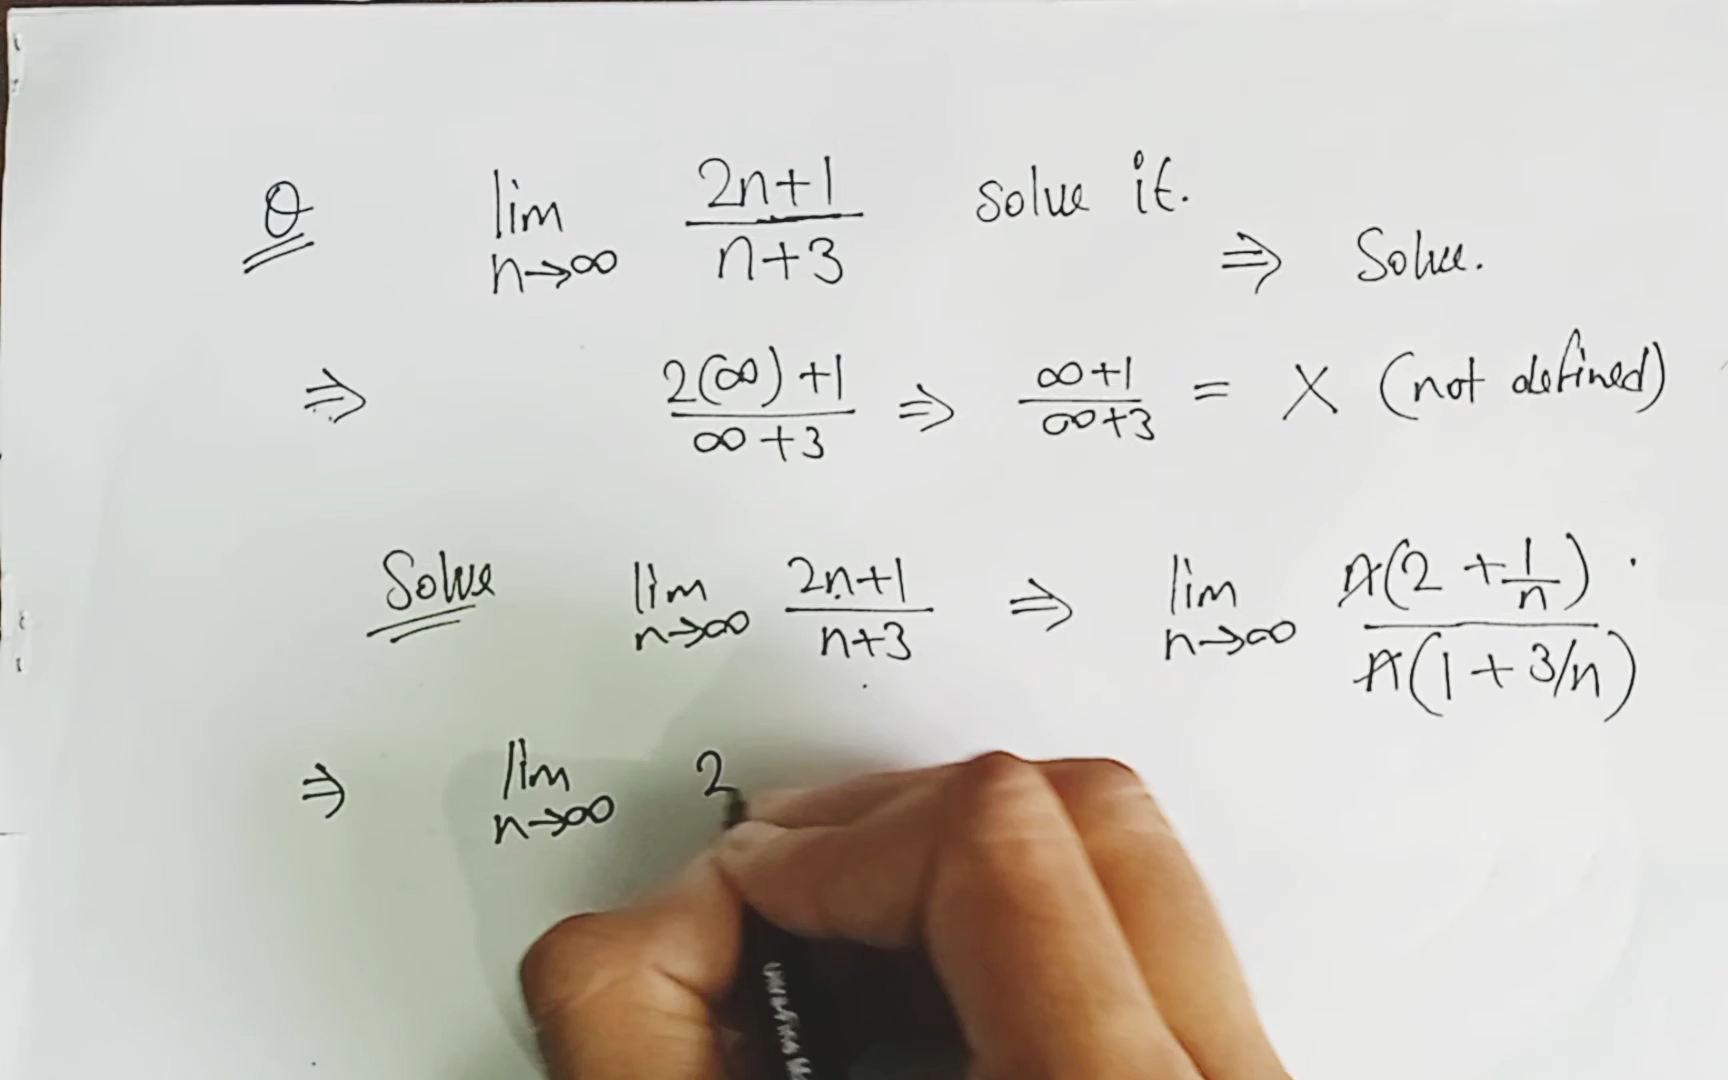 Q lim n→∞ (2n+1)/(n+3) solve it.
⇒ Solve.
⇒ (2(∞)+1)/(∞+3) ⇒ (∞+1)/(∞+3) = X (not defined)
Solve lim n→∞ (2n+1)/(n+3) ⇒ lim n→∞ n(2+1/n)/n(1+3/n)
⇒ lim n→∞ 2